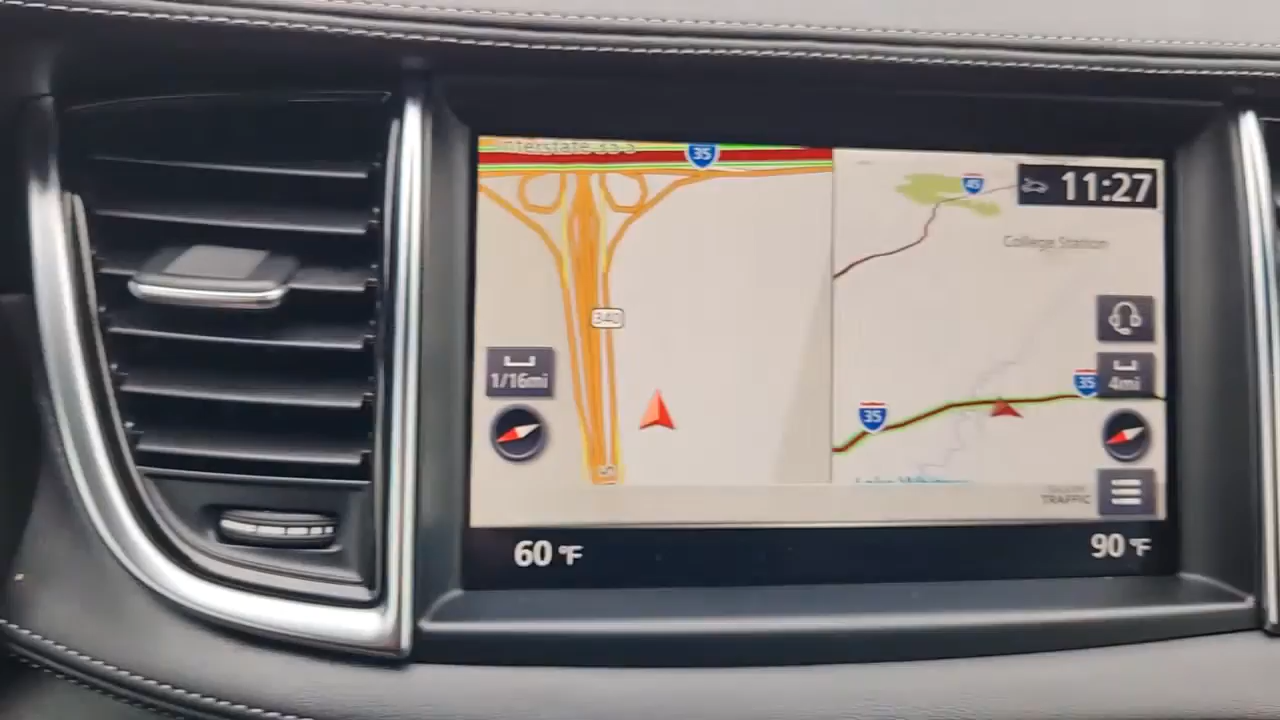 35
45
11:27
College Station
340
1/16mi
35
4mi
35
TRAFFIC
60 °F
90 °F